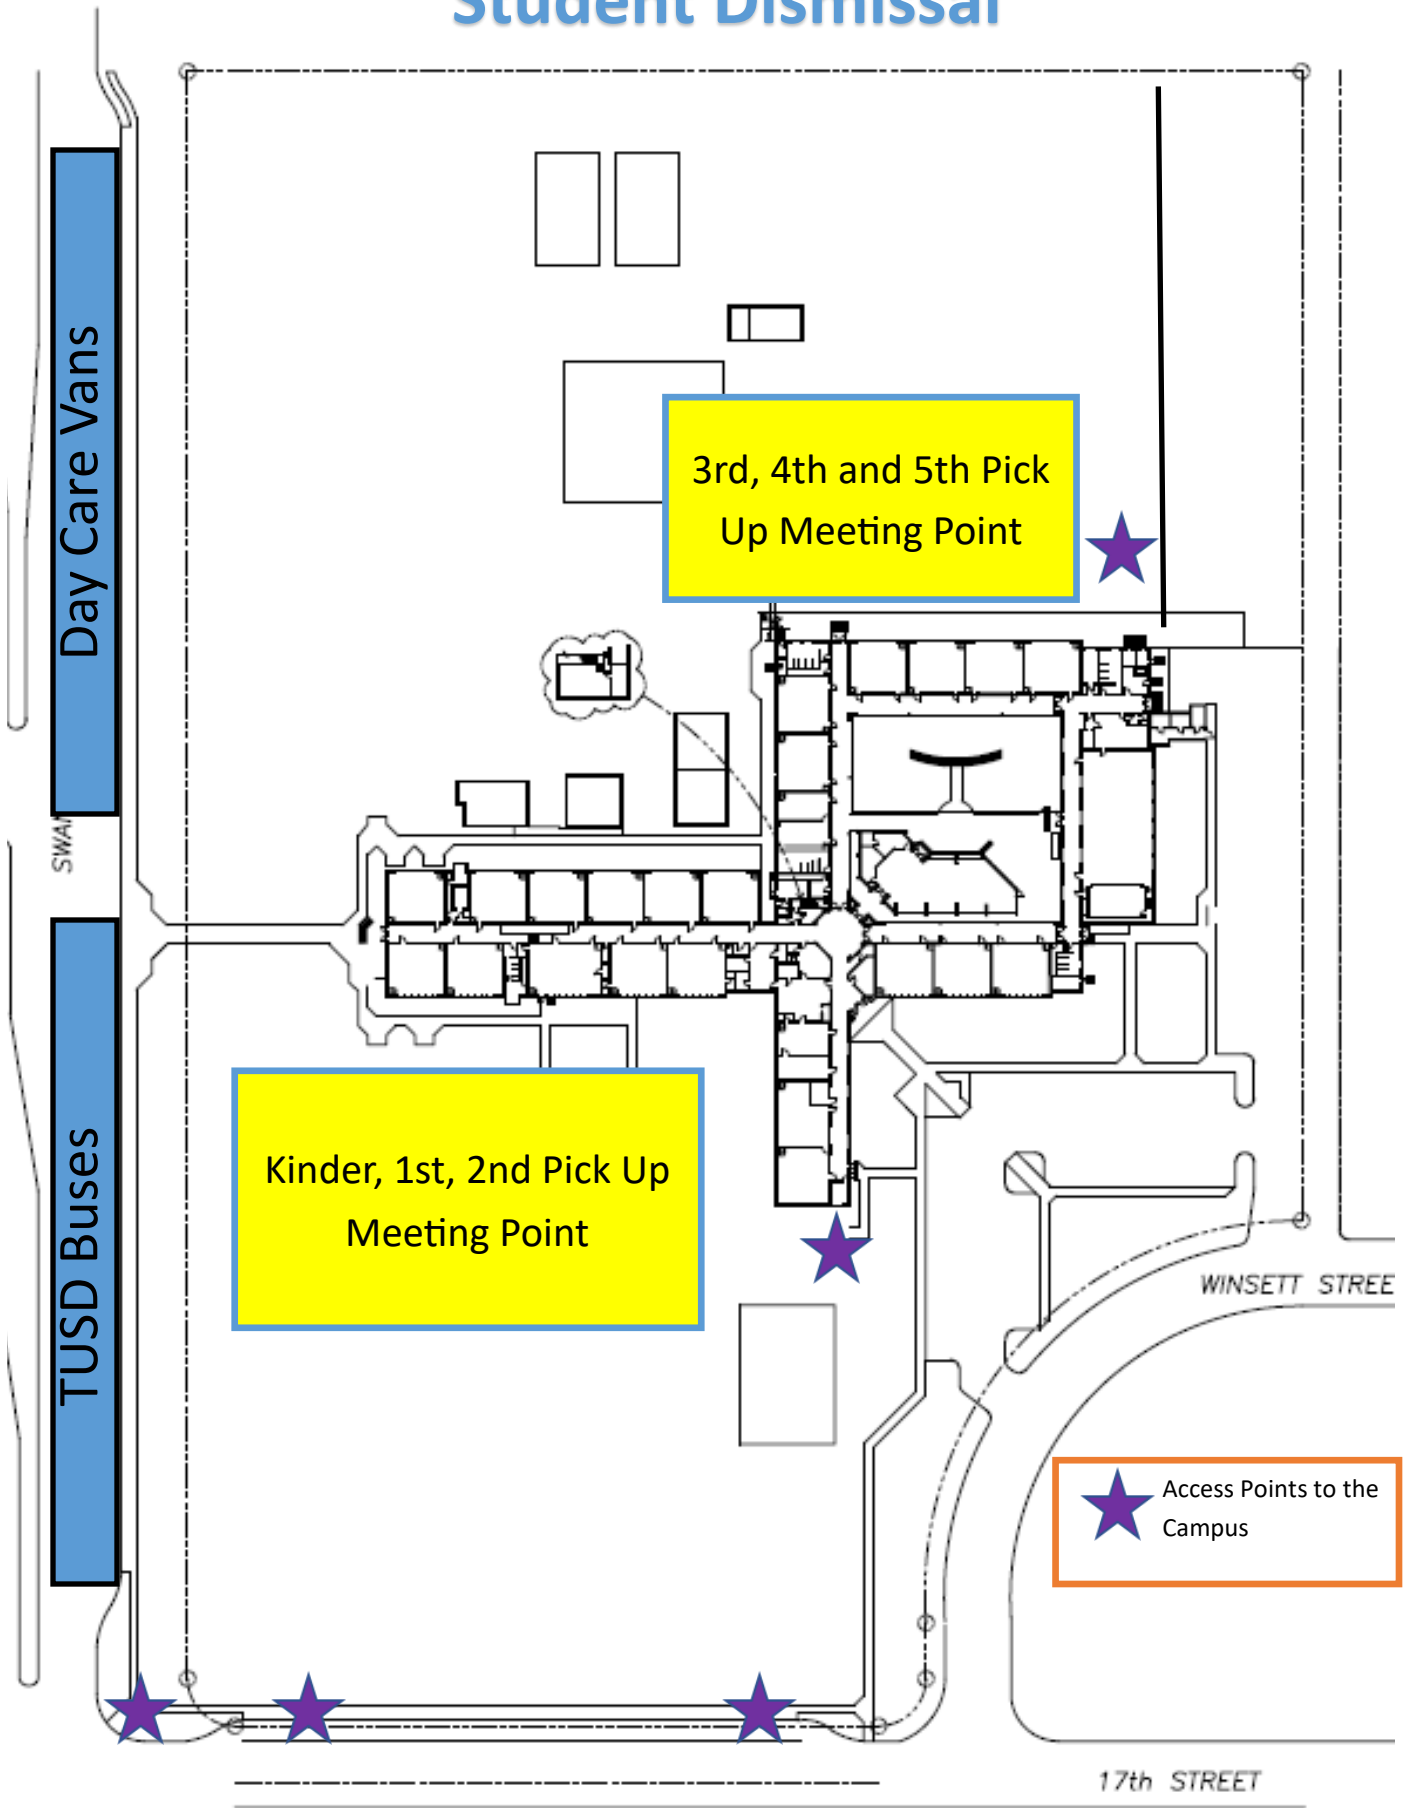 Student Dismissal
Day Care Vans
3rd, 4th and 5th Pick
Up Meeting Point
SWAN
TUSD Buses
Kinder, 1st, 2nd Pick Up
Meeting Point
WINSETT STREE
Access Points to the
Campus
17th STREET